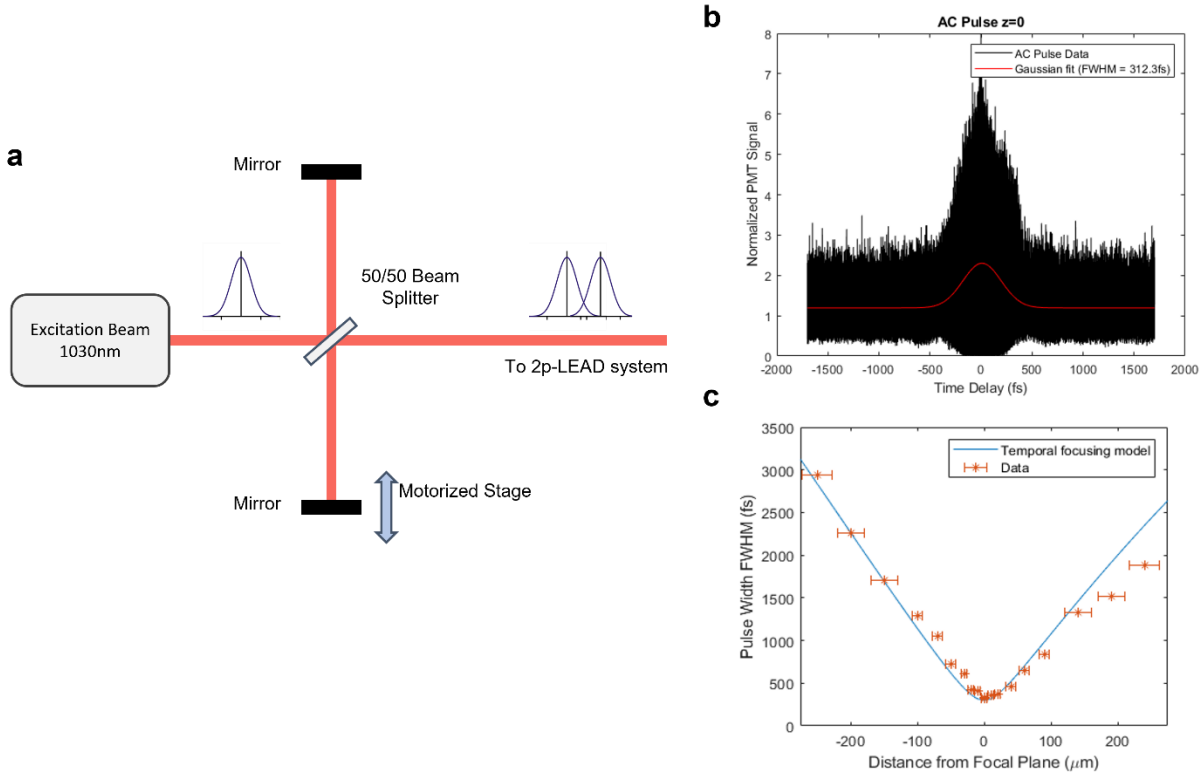 a
Mirror
50/50 Beam
Splitter
Excitation Beam
1030nm
To 2p-LEAD system
Mirror
Motorized Stage
b
AC Pulse z=0
AC Pulse Data
Gaussian fit (FWHM = 312.3fs)
Normalized PMT Signal
8
7
6
5
4
3
2
1
0
-2000 -1500 -1000 -500 0 500 1000 1500 2000
Time Delay (fs)
c
Temporal focusing model
Data
Pulse Width FWHM (fs)
3500
3000
2500
2000
1500
1000
500
0
-200 -100 0 100 200
Distance from Focal Plane (μm)